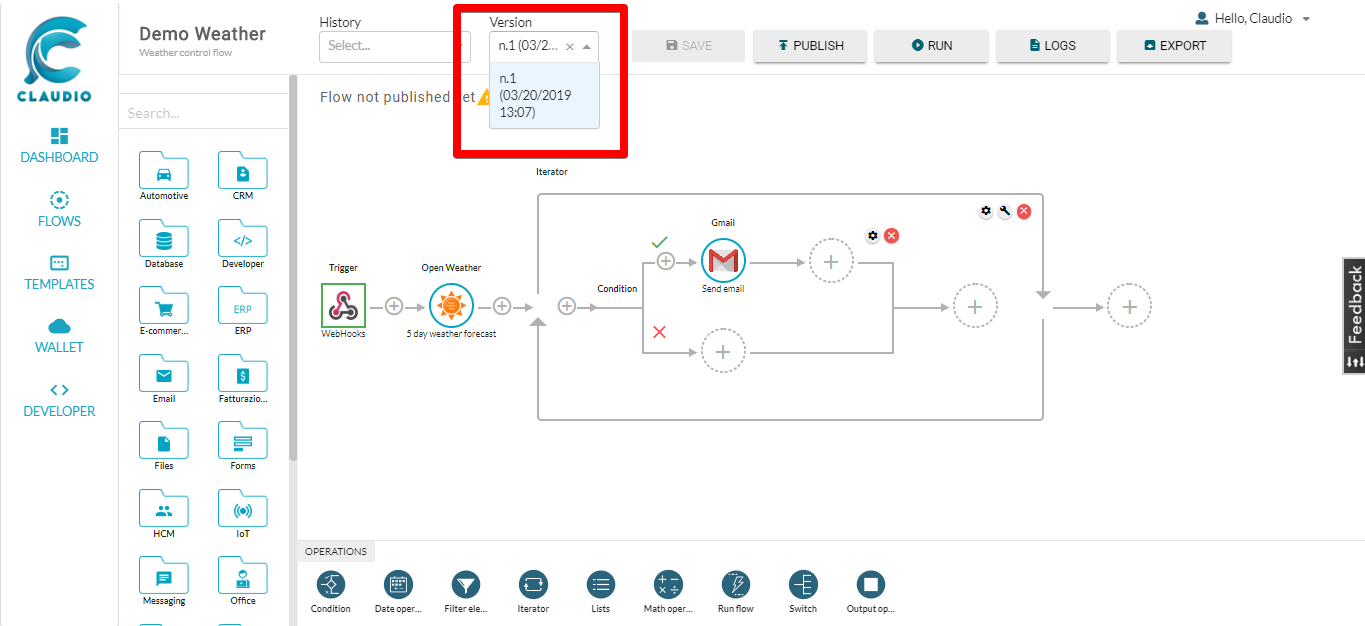 CLAUDIO
DASHBOARD
FLOWS
TEMPLATES
WALLET
DEVELOPER
Demo Weather
Weather control flow
Search...
Automotive
CRM
Database
</>
Developer
E-commer...
ERP
ERP
Email
$
Fatturazio...
Files
Forms
HCM
IoT
Messaging
Office
History
Select...
Version
n.1 (03/2...
n.1
(03/20/2019
13:07)
SAVE
PUBLISH
RUN
LOGS
EXPORT
Hello, Claudio
Flow not published yet
Iterator
Trigger
WebHooks
Open Weather
5 day weather forecast
Condition
Gmail
Send email
Feedback
OPERATIONS
Condition
Date oper...
Filter ele...
Iterator
Lists
Math oper...
Run flow
Switch
Output op...